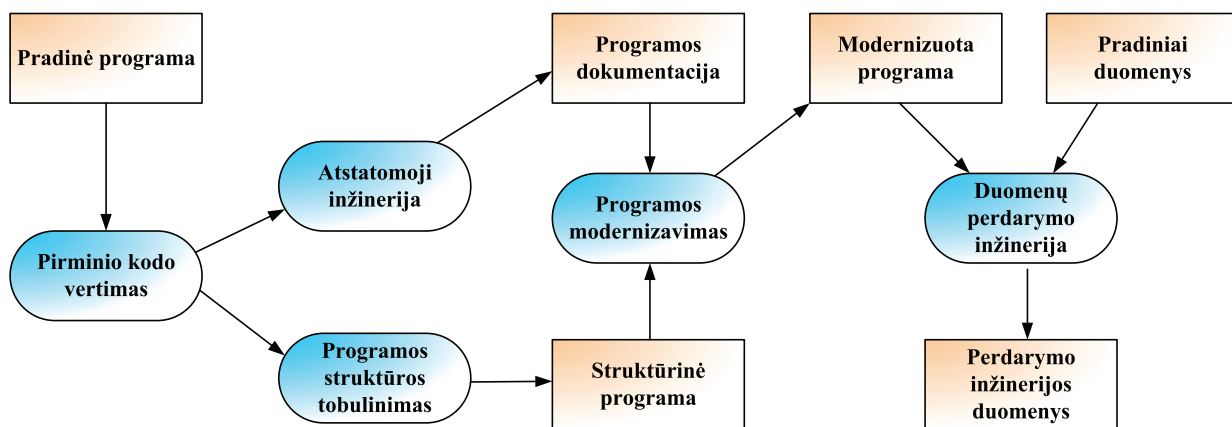 Pradinė programa
Programos
dokumentacija
Modernizuota
programa
Pradiniai
duomenys
Atstatomoji
inžinerija
Programos
modernizavimas
Duomenų
perdarymo
inžinerija
Pirminio kodo
vertimas
Programos
struktūros
tobulinimas
Struktūrinė
programa
Perdarymo
inžinerijos
duomenys